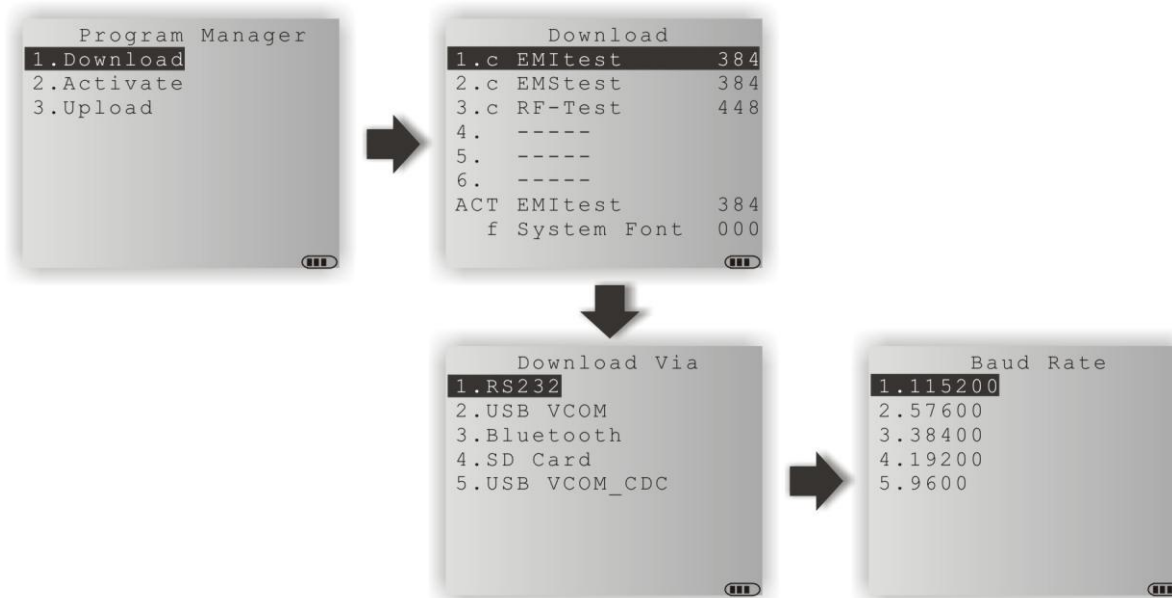 Program Manager
1.Download
2.Activate
3.Upload
Download
1.c EMItest 384
2.c EMStest 384
3.c RF-Test 448
4. -----
5. -----
6. -----
ACT EMItest 384
f System Font 000
Download Via
1.RS232
2.USB VCOM
3.Bluetooth
4.SD Card
5.USB VCOM_CDC
Baud Rate
1.115200
2.57600
3.38400
4.19200
5.9600